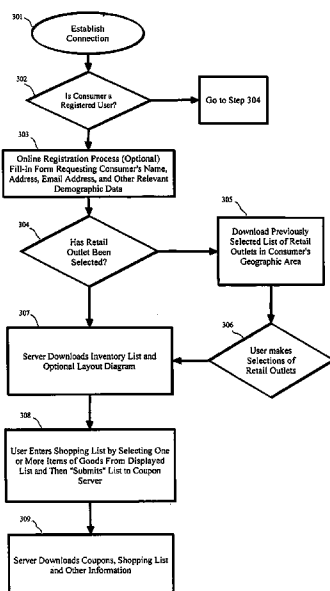 301
Establish
Connection
302
Is Consumer a
Registered User?
Go to Step 304
303
Online Registration Process (Optional)
Fill-In Form Requesting Consumer's Name,
Address, Email Address, and Other Relevant
Demographic Data
304
Has Retail
Outlet Been
Selected?
305
Download Previously
Selected List of Retail
Outlets in Consumer's
Geographic Area
306
User makes
Selections of
Retail Outlets
307
Server Downloads Inventory List and
Optional Layout Diagram
308
User Enters Shopping List by Selecting One
or More Items of Goods From Displayed
List and Then "Submits" List to Coupon
Server
309
Server Downloads Coupons, Shopping List
and Other Information